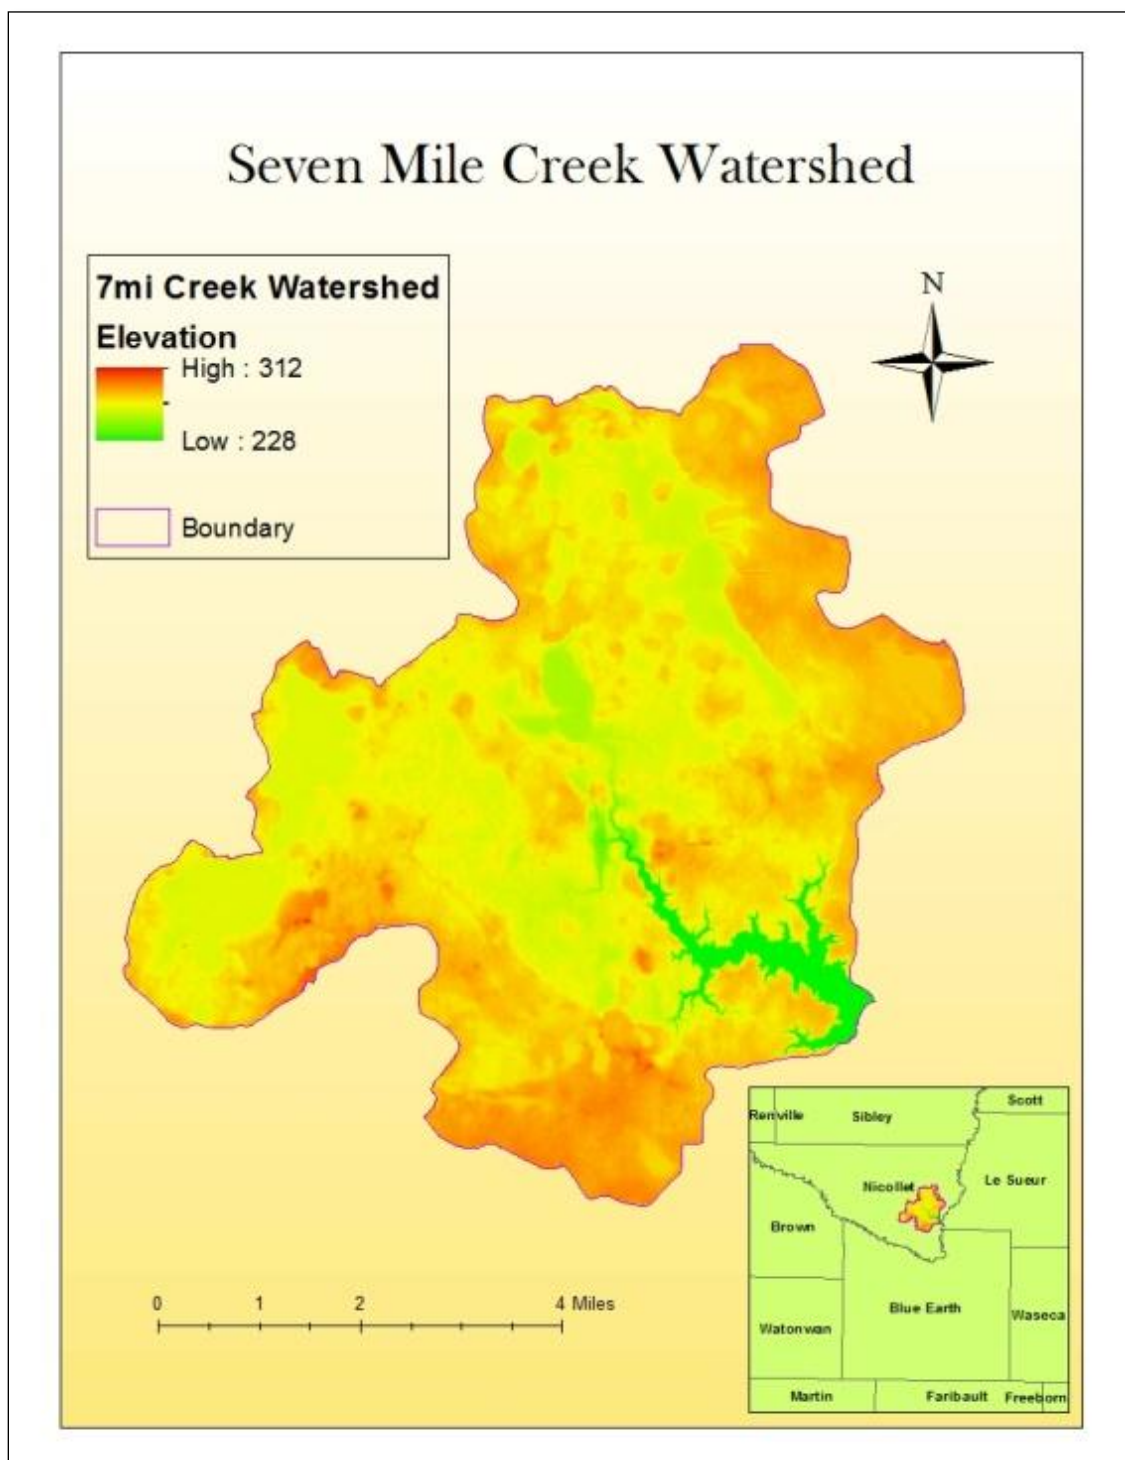 Seven Mile Creek Watershed
7mi Creek Watershed
Elevation
High : 312
Low : 228
Boundary
N
0 1 2 4 Miles
Renville
Sibley
Scott
Nicollet
Le Sueur
Brown
Blue Earth
Waseca
Watonwan
Martin
Faribault
Freeborn